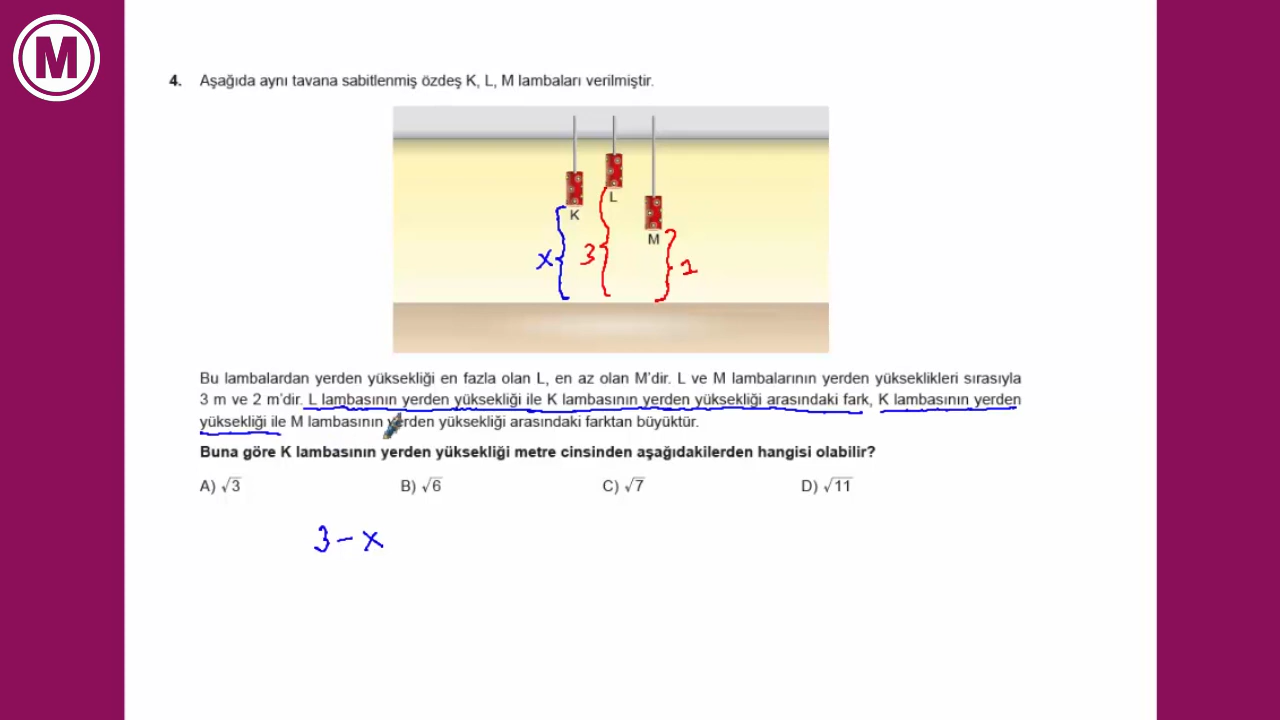 M
4. Aşağıda aynı tavana sabitlenmiş özdeş K, L, M lambaları verilmiştir.
K
L
M
x
3
2
Bu lambalardan yerden yüksekliği en fazla olan L, en az olan M'dir. L ve M lambalarının yerden yükseklikleri sırasıyla
3 m ve 2 m'dir. L lambasının yerden yüksekliği ile K lambasının yerden yüksekliği arasındaki fark, K lambasının yerden
yüksekliği ile M lambasının yerden yüksekliği arasındaki farktan büyüktür.
Buna göre K lambasının yerden yüksekliği metre cinsinden aşağıdakilerden hangisi olabilir?
A) √3 B) √6 C) √7 D) √11
3 - x